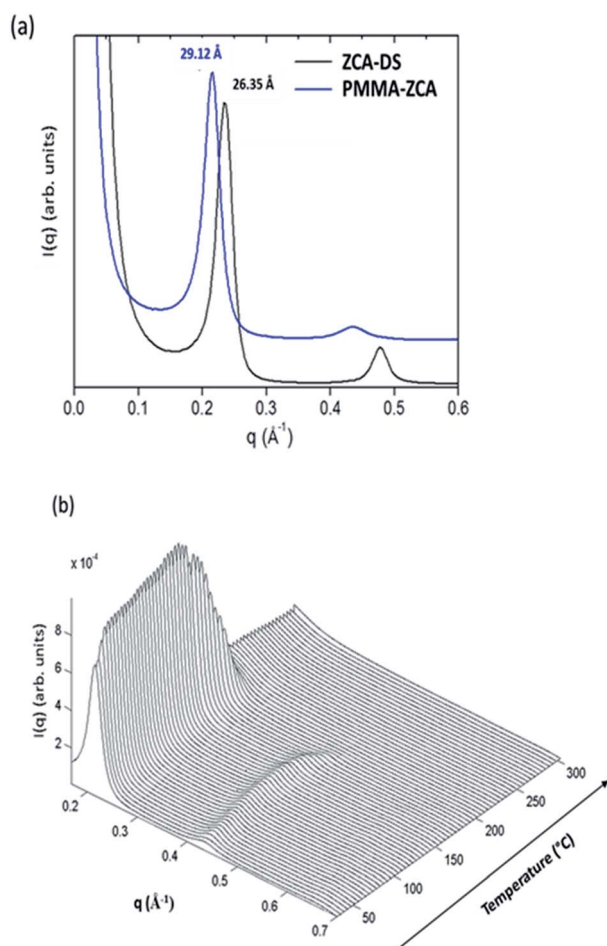 (a)
29.12 Å
26.35 Å
ZCA-DS
PMMA-ZCA
I(q) (arb. units)
0.0 0.1 0.2 0.3 0.4 0.5 0.6
q (Å⁻¹)
(b)
x 10⁻⁴
8
6
4
2
I(q) (arb. units)
0.2
0.3
0.4
0.5
0.6
0.7
q (Å⁻¹)
300
250
200
150
100
50
Temperature (°C)